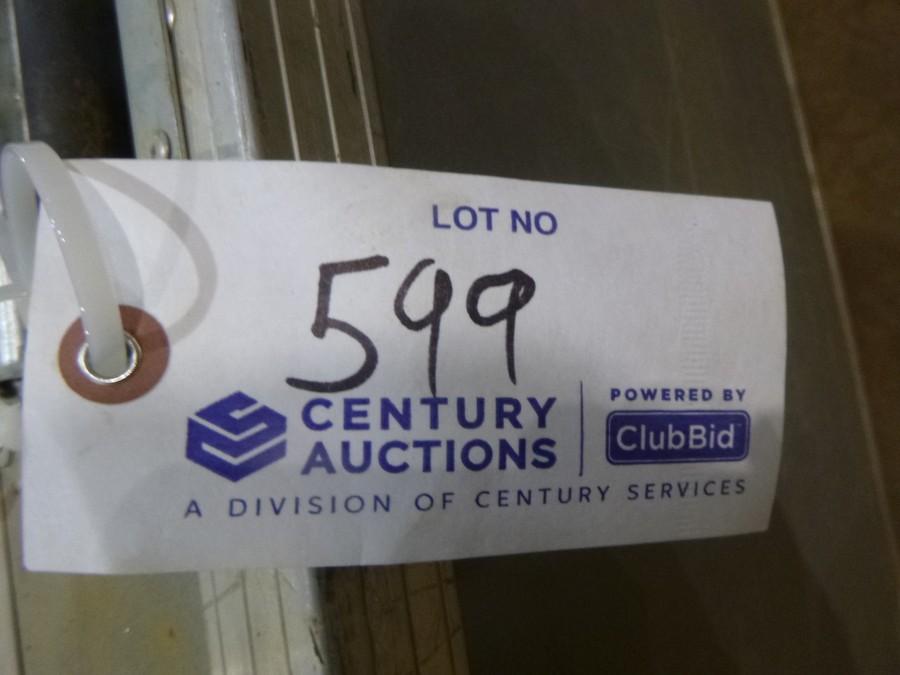 LOT NO
599
CENTURY
AUCTIONS
POWERED BY
ClubBid
A DIVISION OF CENTURY SERVICES